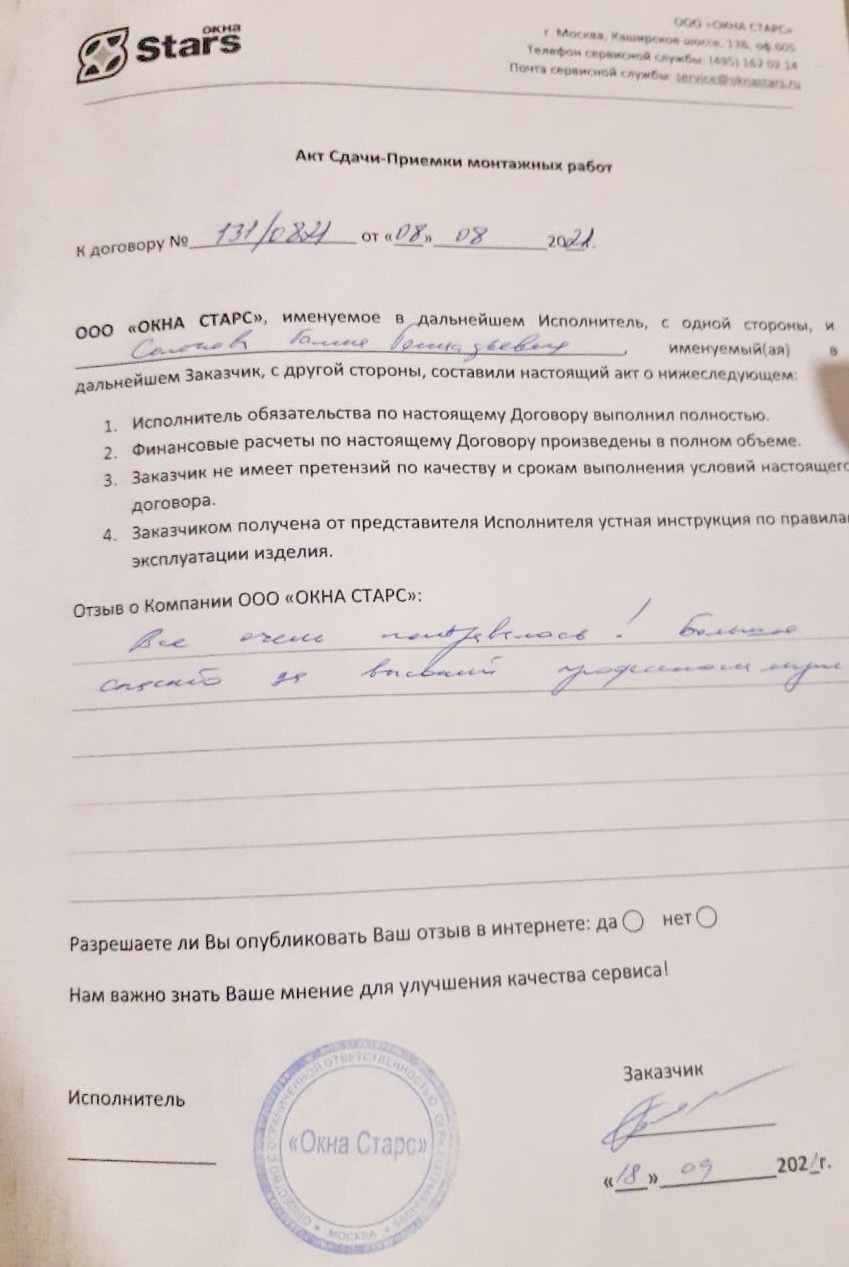 окна
Stars
ООО «ОКНА СТАРС»
г. Москва, Каширское шоссе, 138, оф 605
Телефон сервисной службы: (495) 167 02 14
Почта сервисной службы: service@oknastars.ru
Акт Сдачи-Приемки монтажных работ
К договору № 131/0821 от «08» 08 2021.
ООО «ОКНА СТАРС», именуемое в дальнейшем Исполнитель, с одной стороны, и
Галине Геннадьевне, именуемый(ая) в
дальнейшем Заказчик, с другой стороны, составили настоящий акт о нижеследующем:
1. Исполнитель обязательства по настоящему Договору выполнил полностью.
2. Финансовые расчеты по настоящему Договору произведены в полном объеме.
3. Заказчик не имеет претензий по качеству и срокам выполнения условий настоящего
договора.
4. Заказчиком получена от представителя Исполнителя устная инструкция по правила
эксплуатации изделия.
Отзыв о Компании ООО «ОКНА СТАРС»:
Все очень понравилось! Большое
спасибо за высокий профессионализм
Разрешаете ли Вы опубликовать Ваш отзыв в интернете: да нет
Нам важно знать Ваше мнение для улучшения качества сервиса!
Исполнитель
Заказчик
ОБЩЕСТВО С ОГРАНИЧЕННОЙ ОТВЕТСТВЕННОСТЬЮ
«Окна Старс»
МОСКВА
«18» 09 2021г.